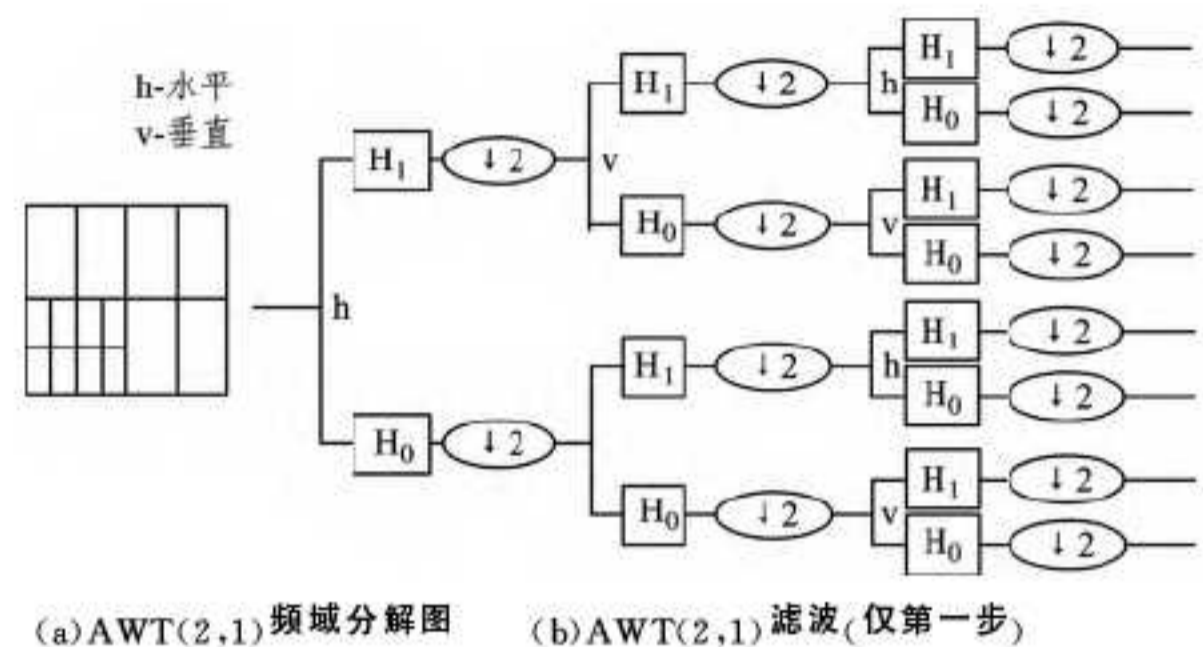 h-水平
v-垂直
h
H₁ ↓2
H₀ ↓2
v
H₁ ↓2
H₀ ↓2
H₁ ↓2
H₀ ↓2
h
H₁ ↓2
H₀ ↓2
v
H₁ ↓2
H₀ ↓2
h
H₁ ↓2
H₀ ↓2
v
H₁ ↓2
H₀ ↓2
(a)AWT(2,1)频域分解图
(b)AWT(2,1)滤波(仅第一步)